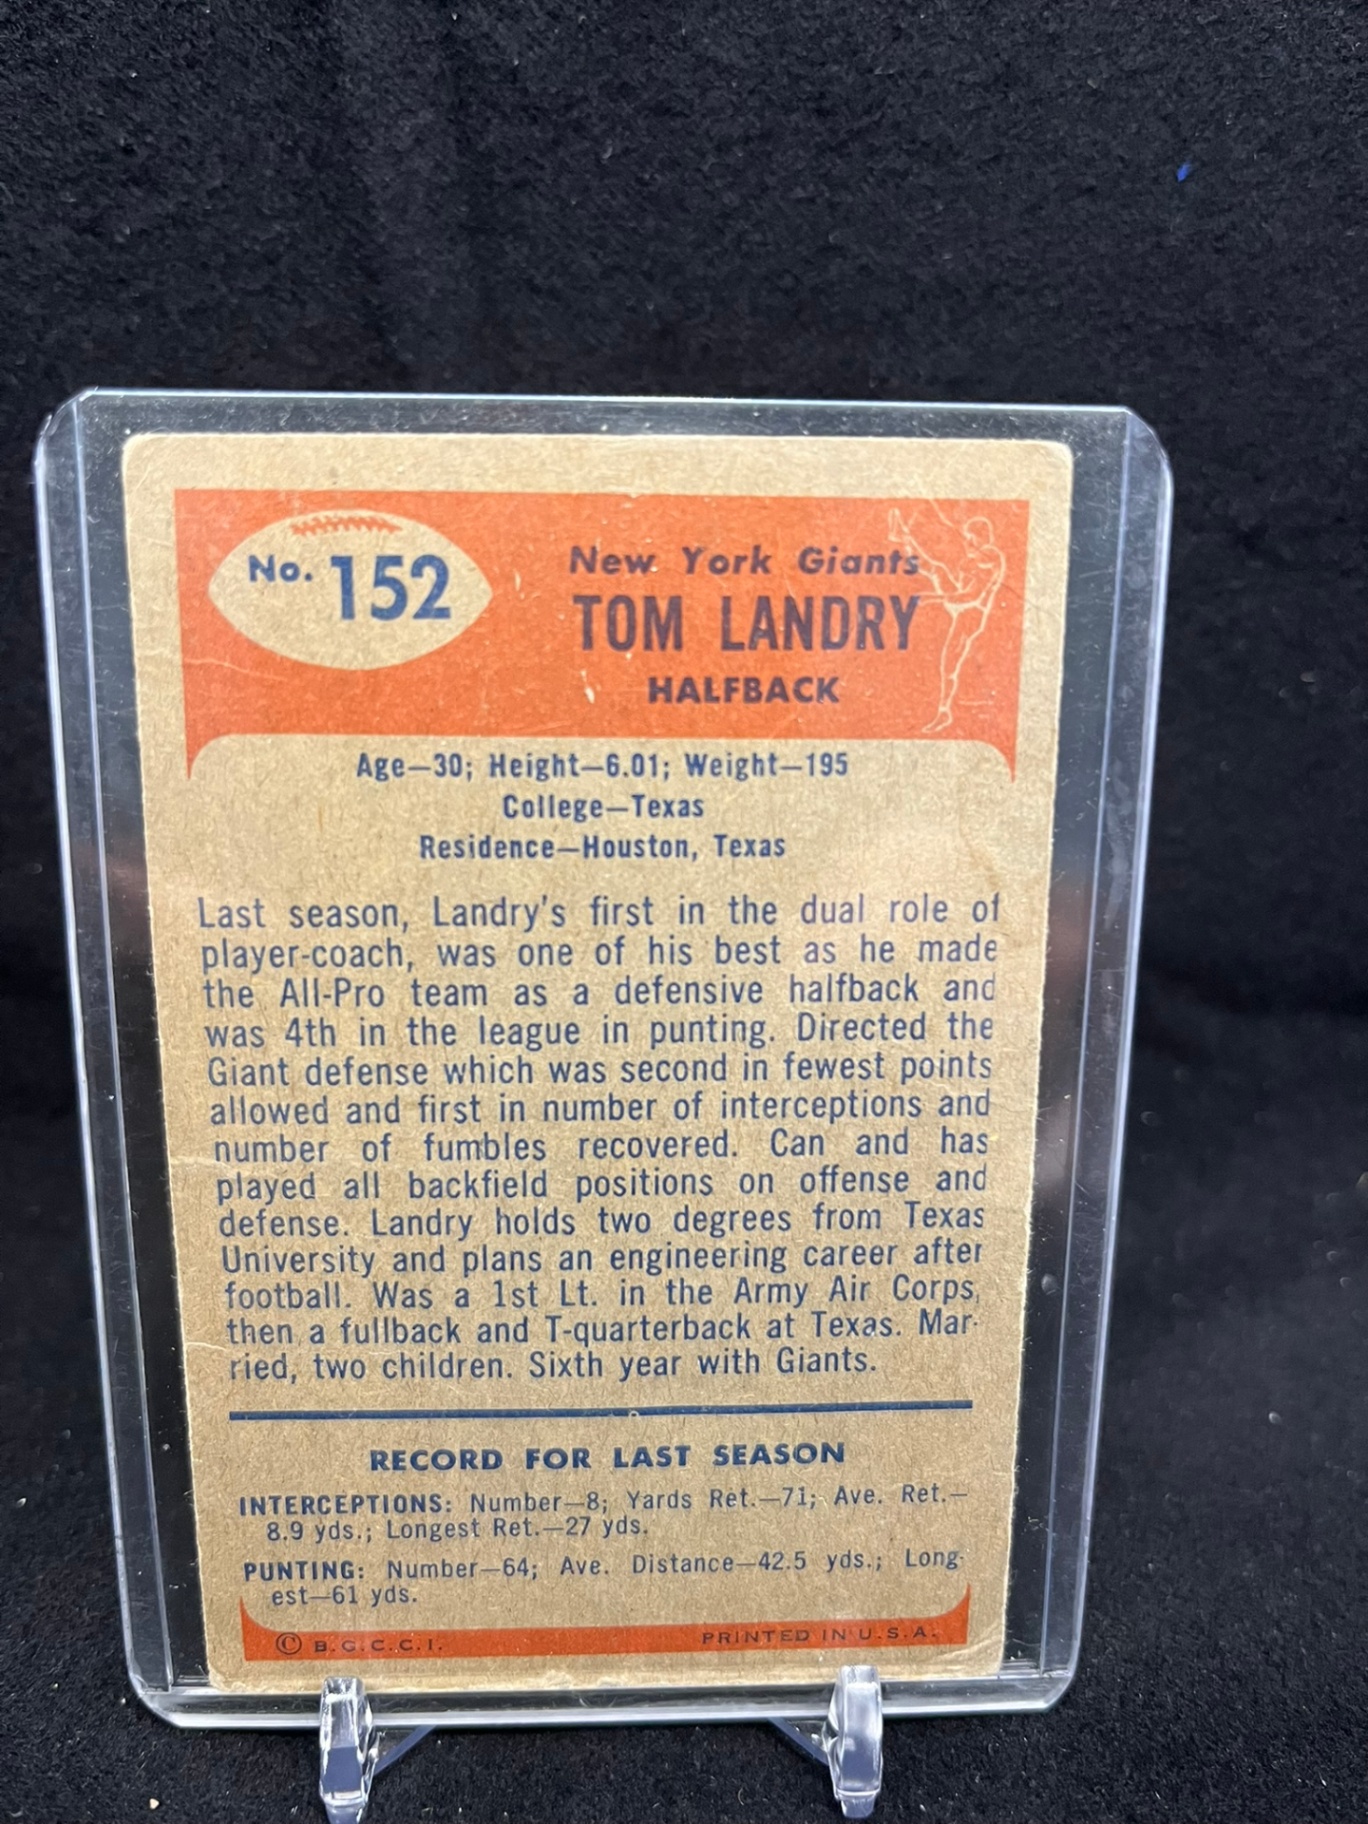 No. 152
New York Giants
TOM LANDRY
HALFBACK
Age—30; Height—6.01; Weight—195
College—Texas
Residence—Houston, Texas
Last season, Landry's first in the dual role of
player-coach, was one of his best as he made
the All-Pro team as a defensive halfback and
was 4th in the league in punting. Directed the
Giant defense which was second in fewest points
allowed and first in number of interceptions and
number of fumbles recovered. Can and has
played all backfield positions on offense and
defense. Landry holds two degrees from Texas
University and plans an engineering career after
football. Was a 1st Lt. in the Army Air Corps,
then a fullback and T-quarterback at Texas. Mar-
ried, two children. Sixth year with Giants.
RECORD FOR LAST SEASON
INTERCEPTIONS: Number—8; Yards Ret.—71; Ave. Ret.—
8.9 yds.; Longest Ret.—27 yds.
PUNTING: Number—64; Ave. Distance—42.5 yds.; Long-
est—61 yds.
© B.G.C.C.I.
PRINTED IN U.S.A.